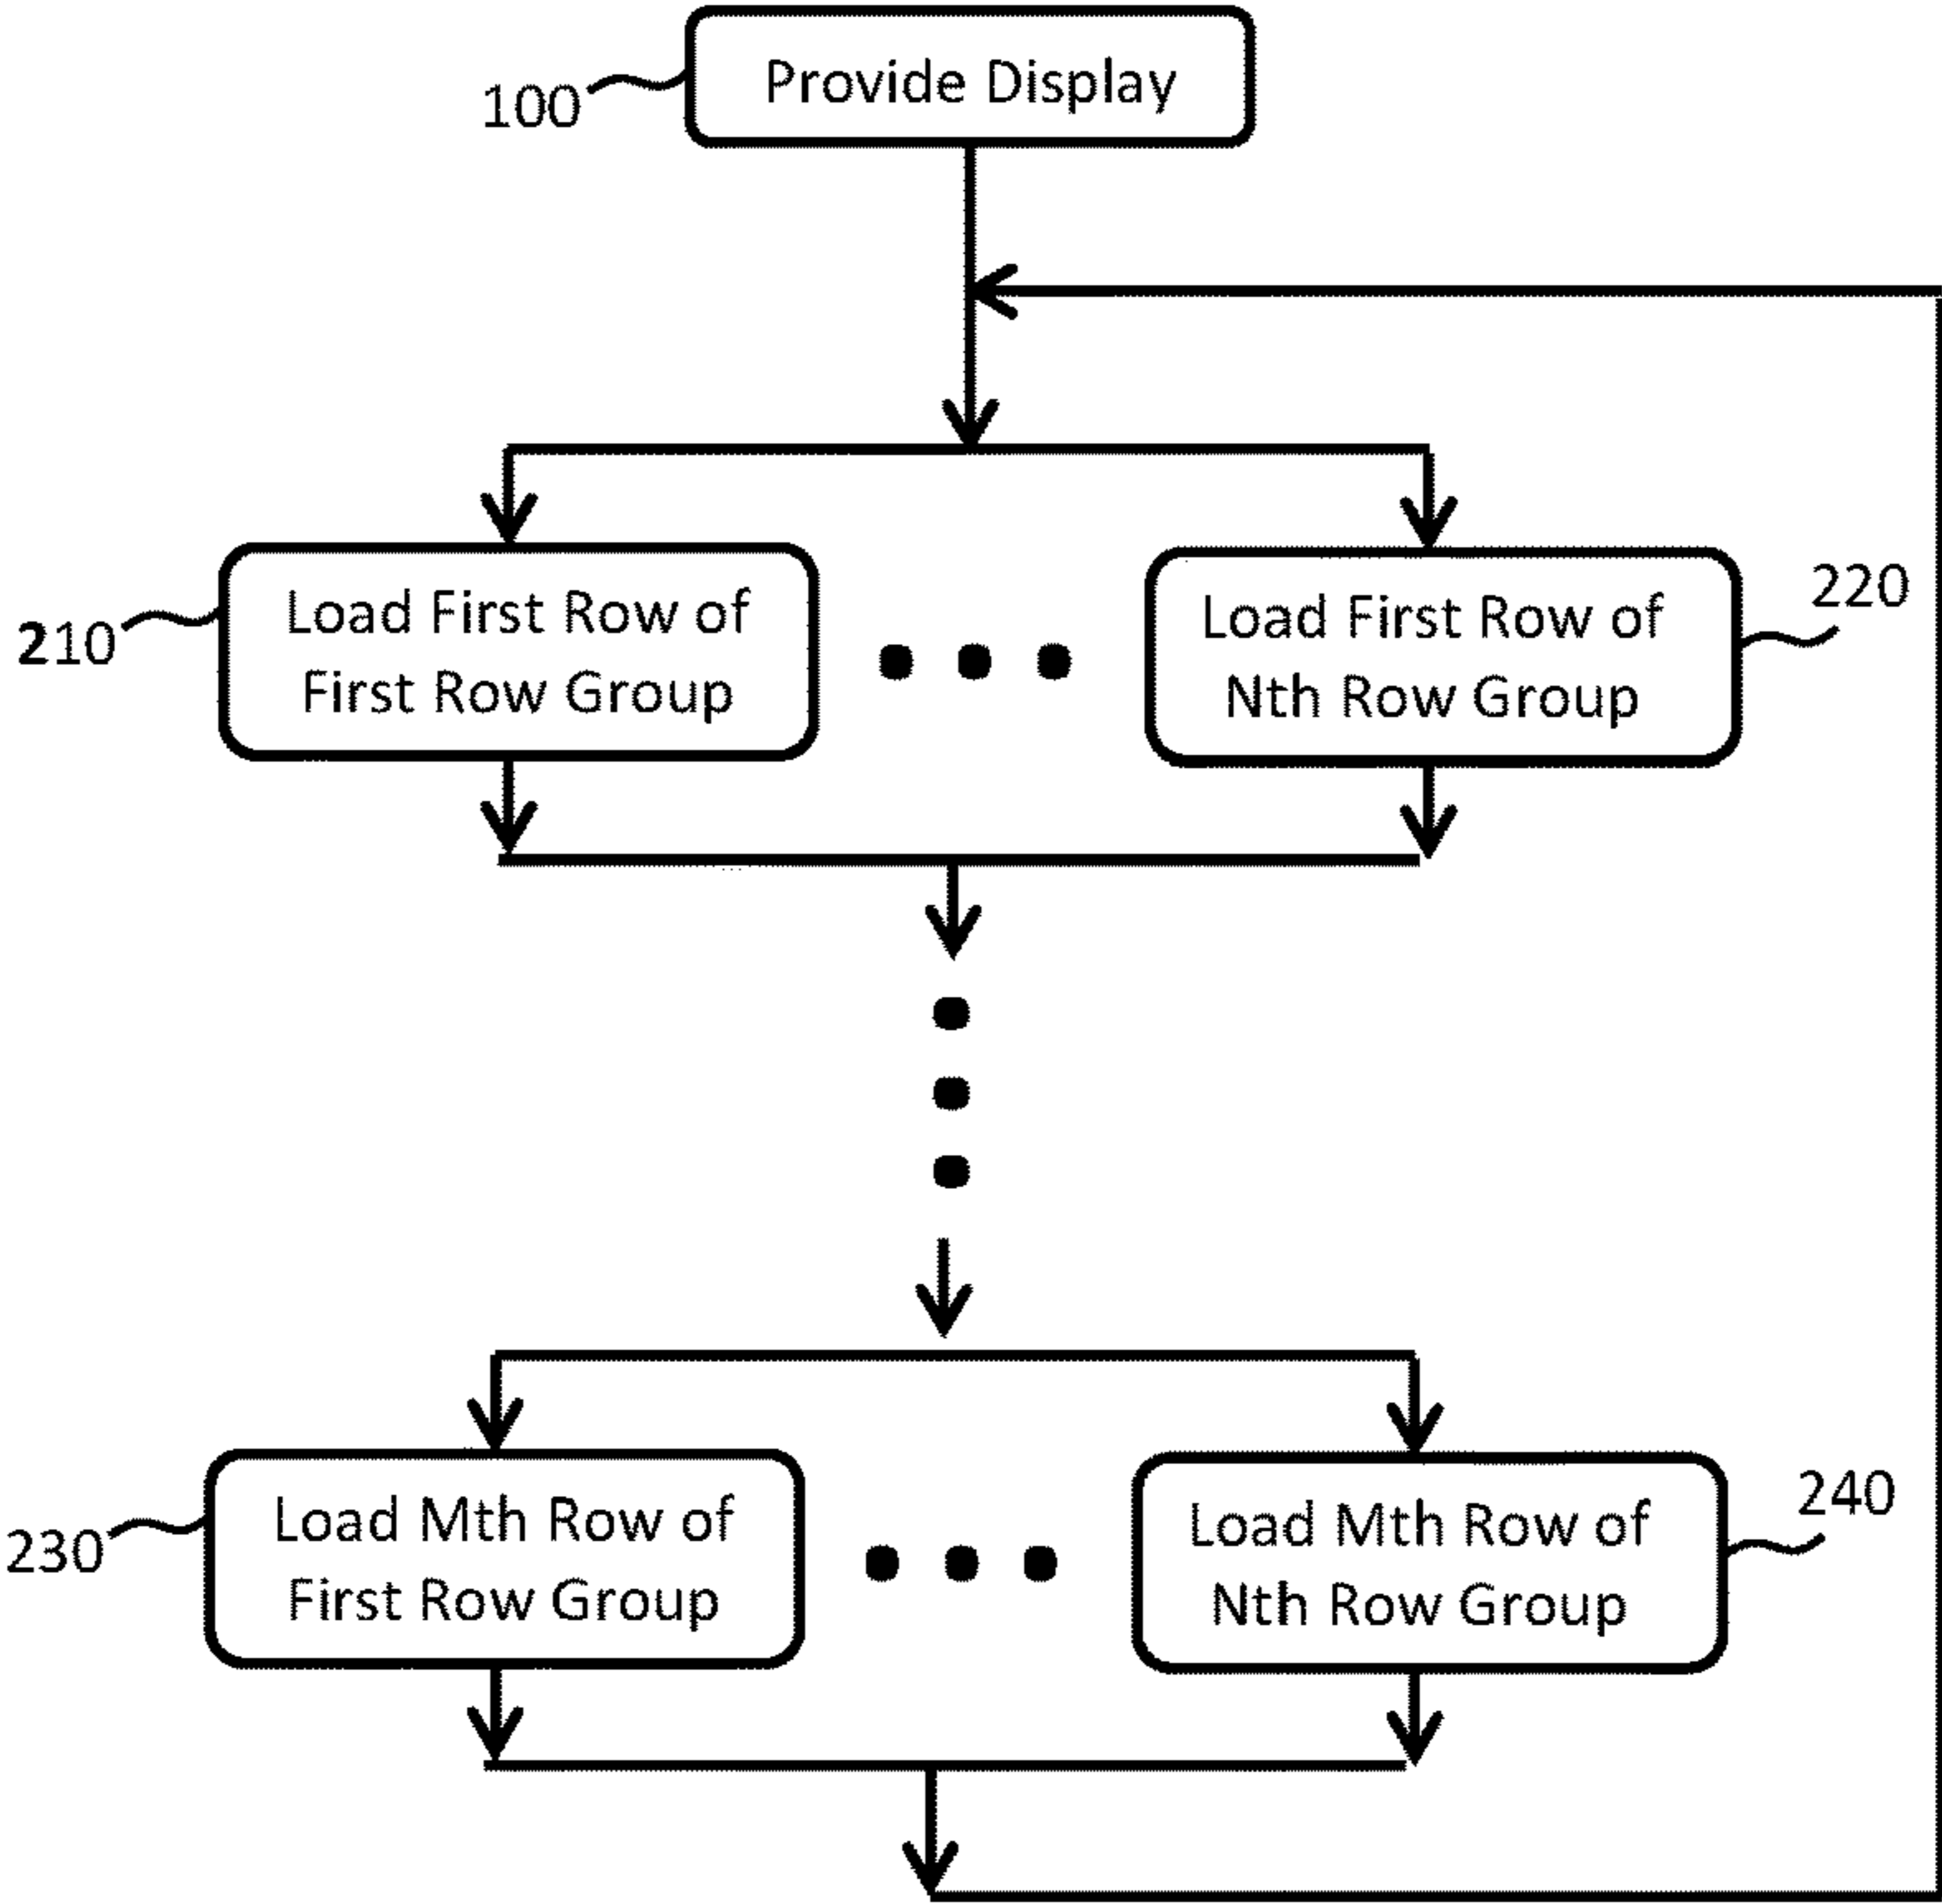 Provide Display
100
Load First Row of
First Row Group
210
Load First Row of
Nth Row Group
220
Load Mth Row of
First Row Group
230
Load Mth Row of
Nth Row Group
240